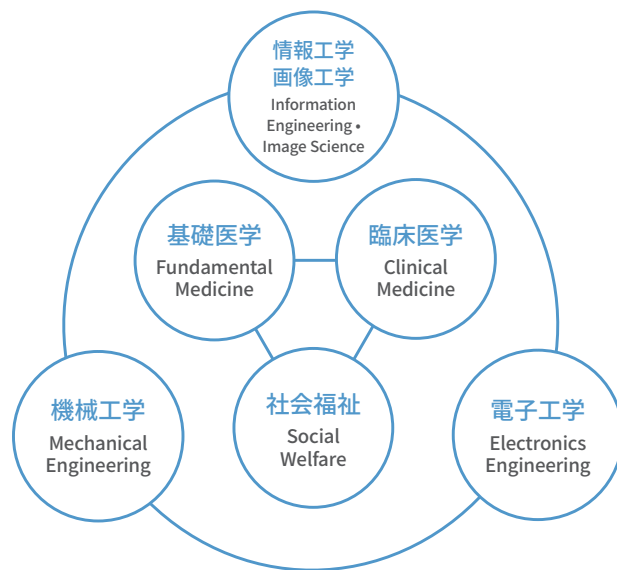 情報工学
画像工学
Information
Engineering •
Image Science
基礎医学
Fundamental
Medicine
臨床医学
Clinical
Medicine
機械工学
Mechanical
Engineering
社会福祉
Social
Welfare
電子工学
Electronics
Engineering